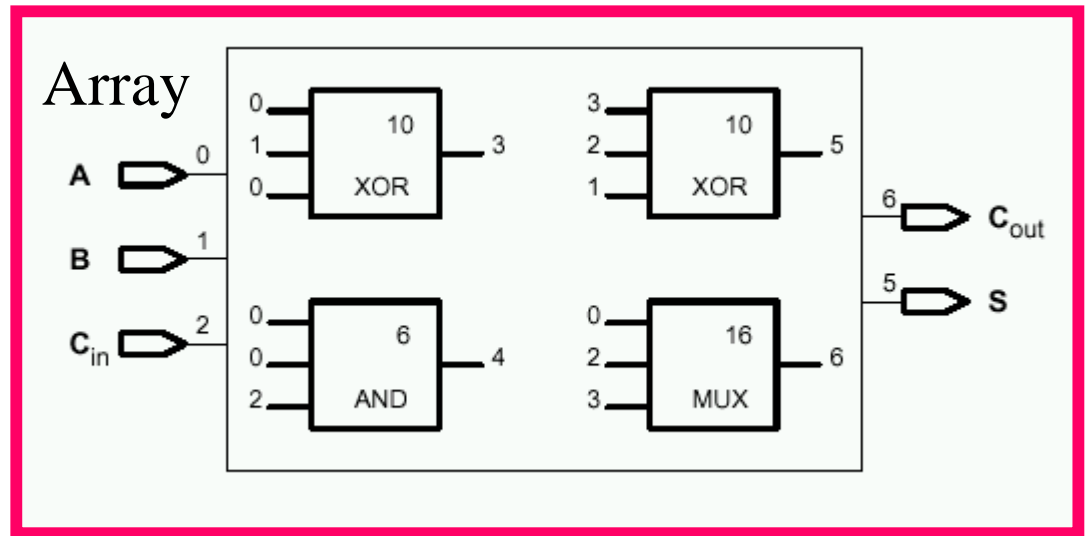 Array
A 0
B 1
Cin 2
0 1 0 10 XOR 3
3 2 1 10 XOR 5
0 0 2 6 AND 4
0 2 3 16 MUX 6
6 Cout
5 S